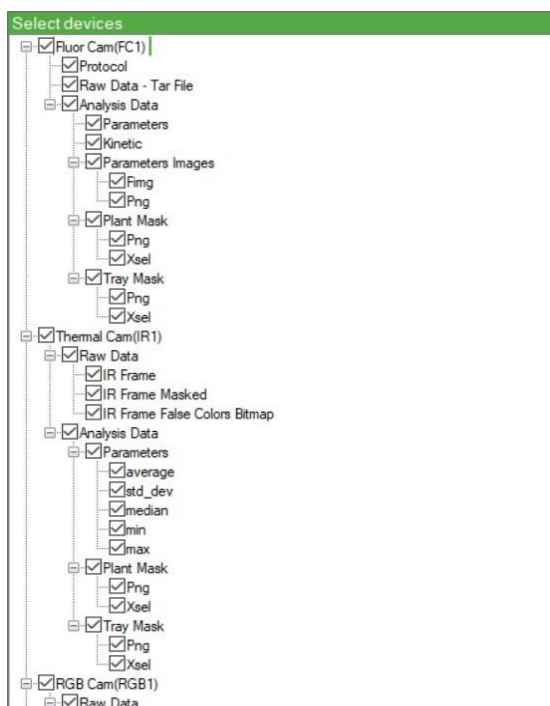 Select devices
Fluor Cam(FC1)
Protocol
Raw Data - Tar File
Analysis Data
Parameters
Kinetic
Parameters Images
Fimg
Png
Plant Mask
Png
Xsel
Tray Mask
Png
Xsel
Thermal Cam(IR1)
Raw Data
IR Frame
IR Frame Masked
IR Frame False Colors Bitmap
Analysis Data
Parameters
average
std_dev
median
min
max
Plant Mask
Png
Xsel
Tray Mask
Png
Xsel
RGB Cam(RGB1)
Raw Data